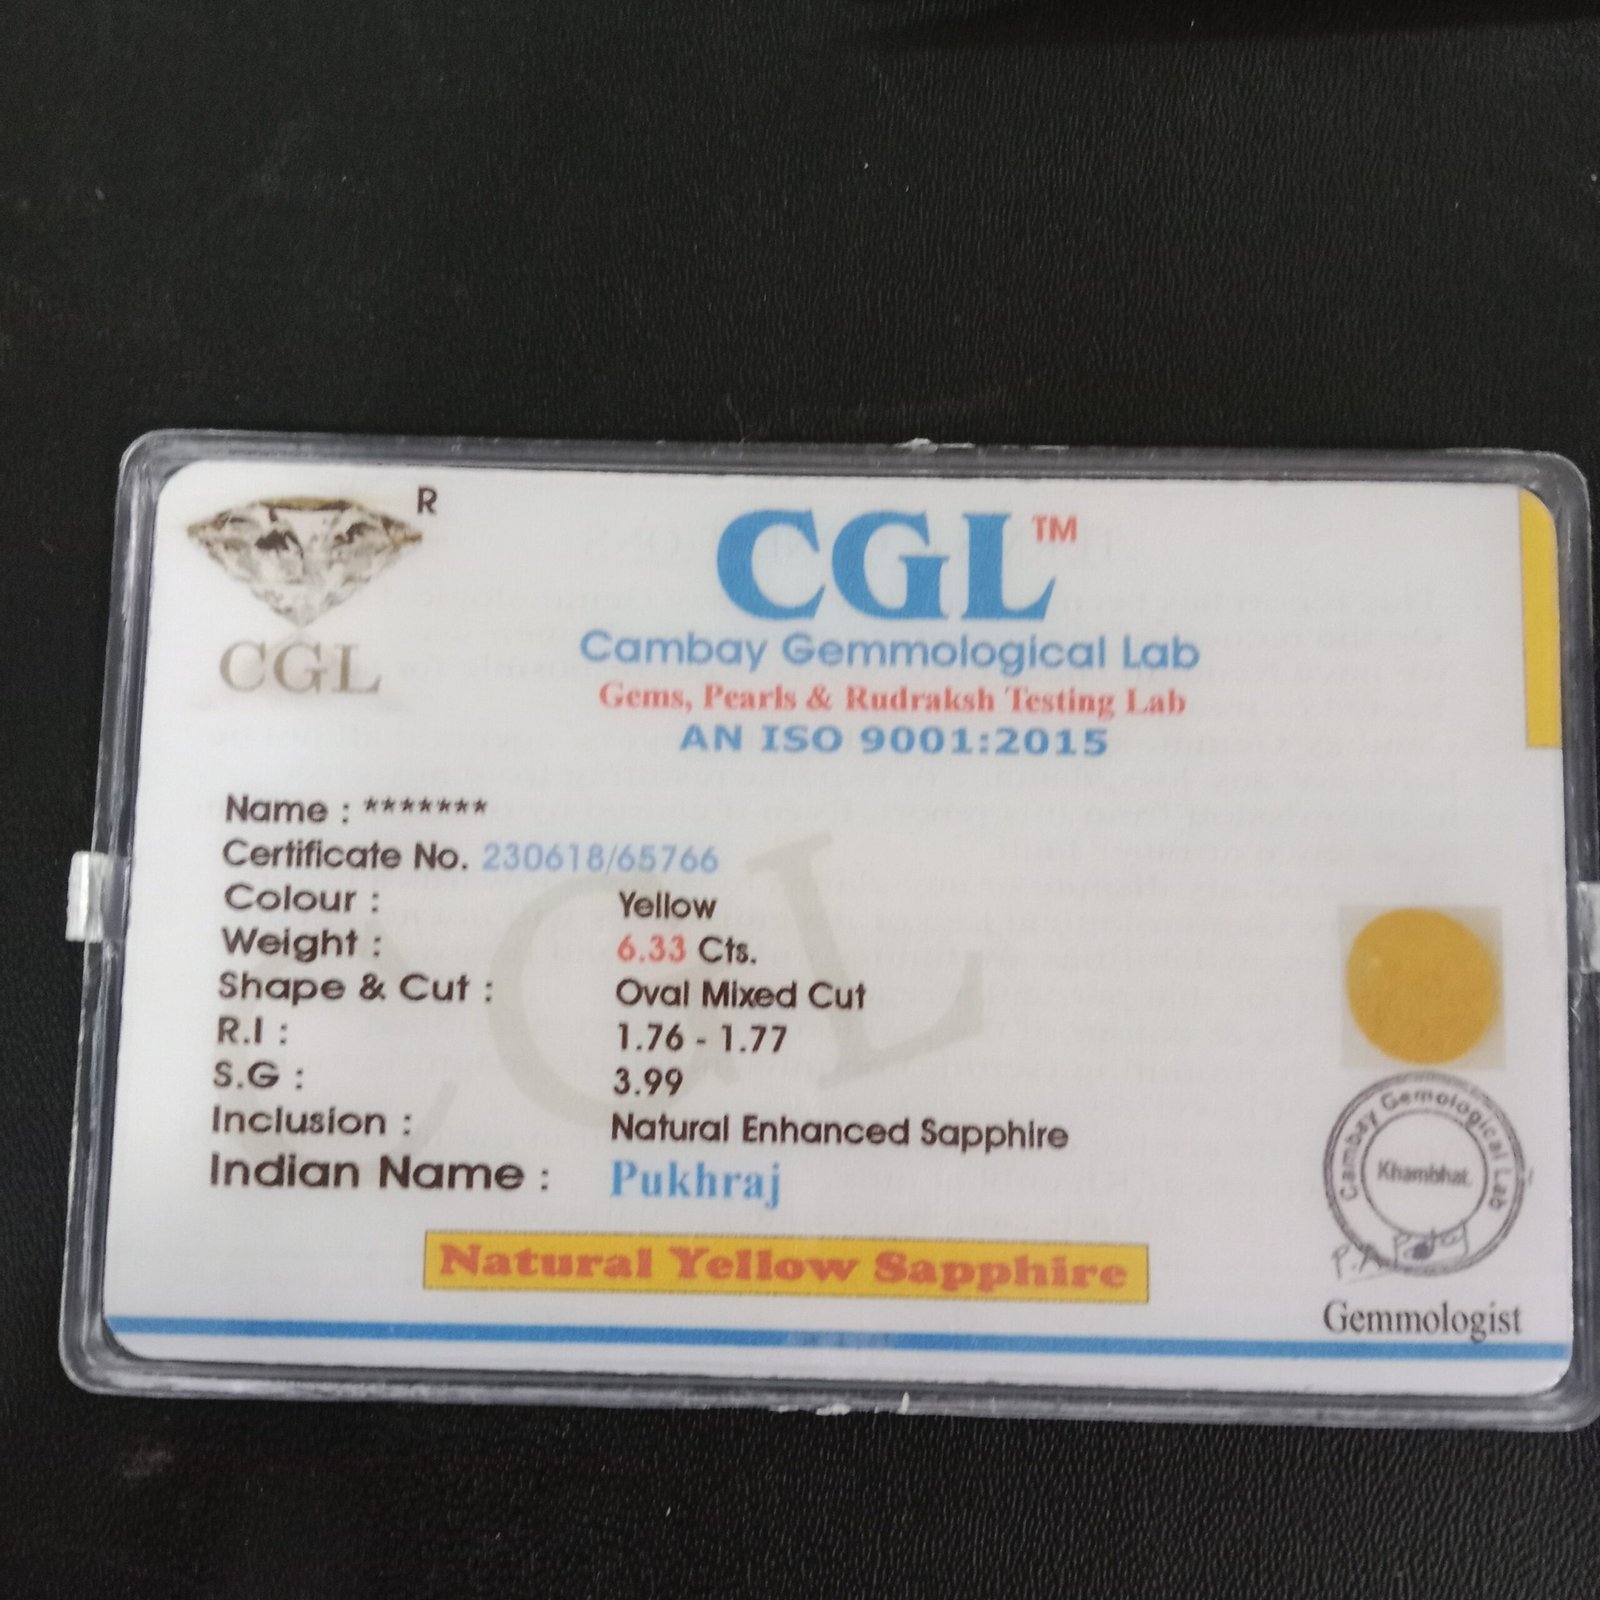 R
CGL
CGL™
Cambay Gemmological Lab
Gems, Pearls & Rudraksh Testing Lab
AN ISO 9001:2015
Name : *******
Certificate No. 230618/65766
Colour : Yellow
Weight : 6.33 Cts.
Shape & Cut : Oval Mixed Cut
R.I : 1.76 - 1.77
S.G : 3.99
Inclusion : Natural Enhanced Sapphire
Indian Name : Pukhraj
Natural Yellow Sapphire
CGL
Cambay Gemological Lab
Khambhat.
Gemmologist